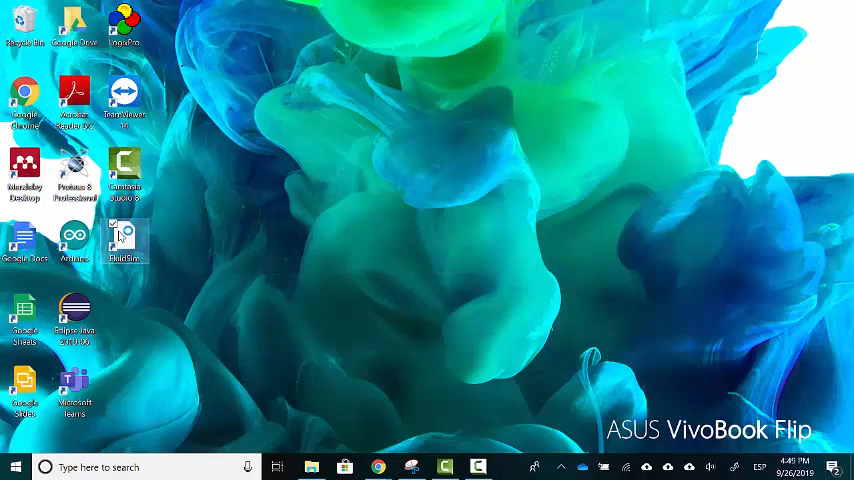 Recycle Bin
Google Drive
LogixPro
Google
Chrome
Acrobat
Reader DC
TeamViewer
14
Mendeley
Desktop
Proteus 8
Professional
Camtasia
Studio 8
Google Docs
Arduino
FluidSim
Google
Sheets
Eclipse Java
2019-06
Google
Slides
Microsoft
Teams
ASUS VivoBook Flip
Type here to search
ESP
4:49 PM
9/26/2019
2